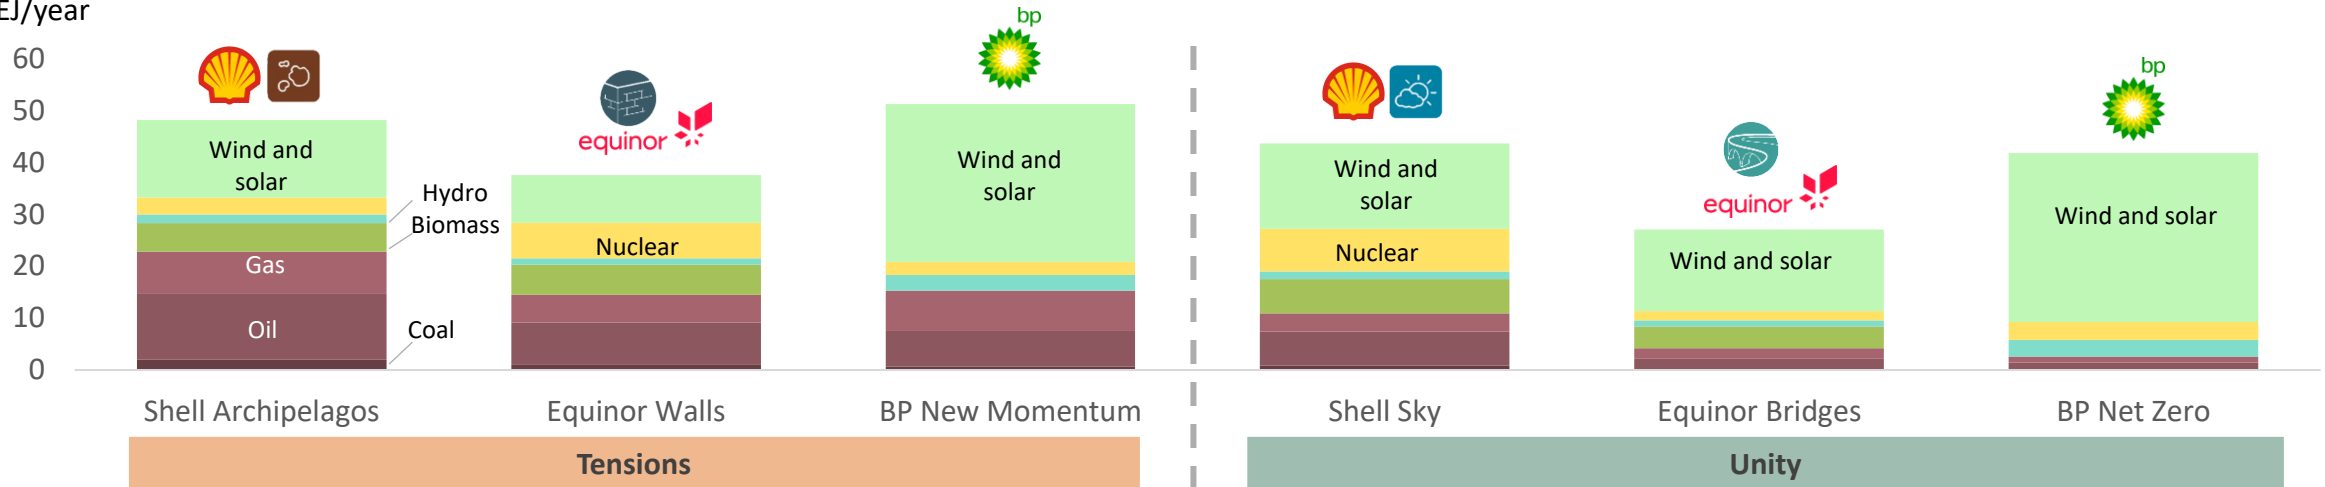 EJ/year
60
50
40
30
20
10
0
Wind and
solar
Hydro
Biomass
Gas
Oil
Coal
equinor
Nuclear
bp
Wind and
solar
Wind and
solar
Nuclear
equinor
Wind and solar
bp
Wind and solar
Shell Archipelagos
Equinor Walls
BP New Momentum
Shell Sky
Equinor Bridges
BP Net Zero
Tensions
Unity